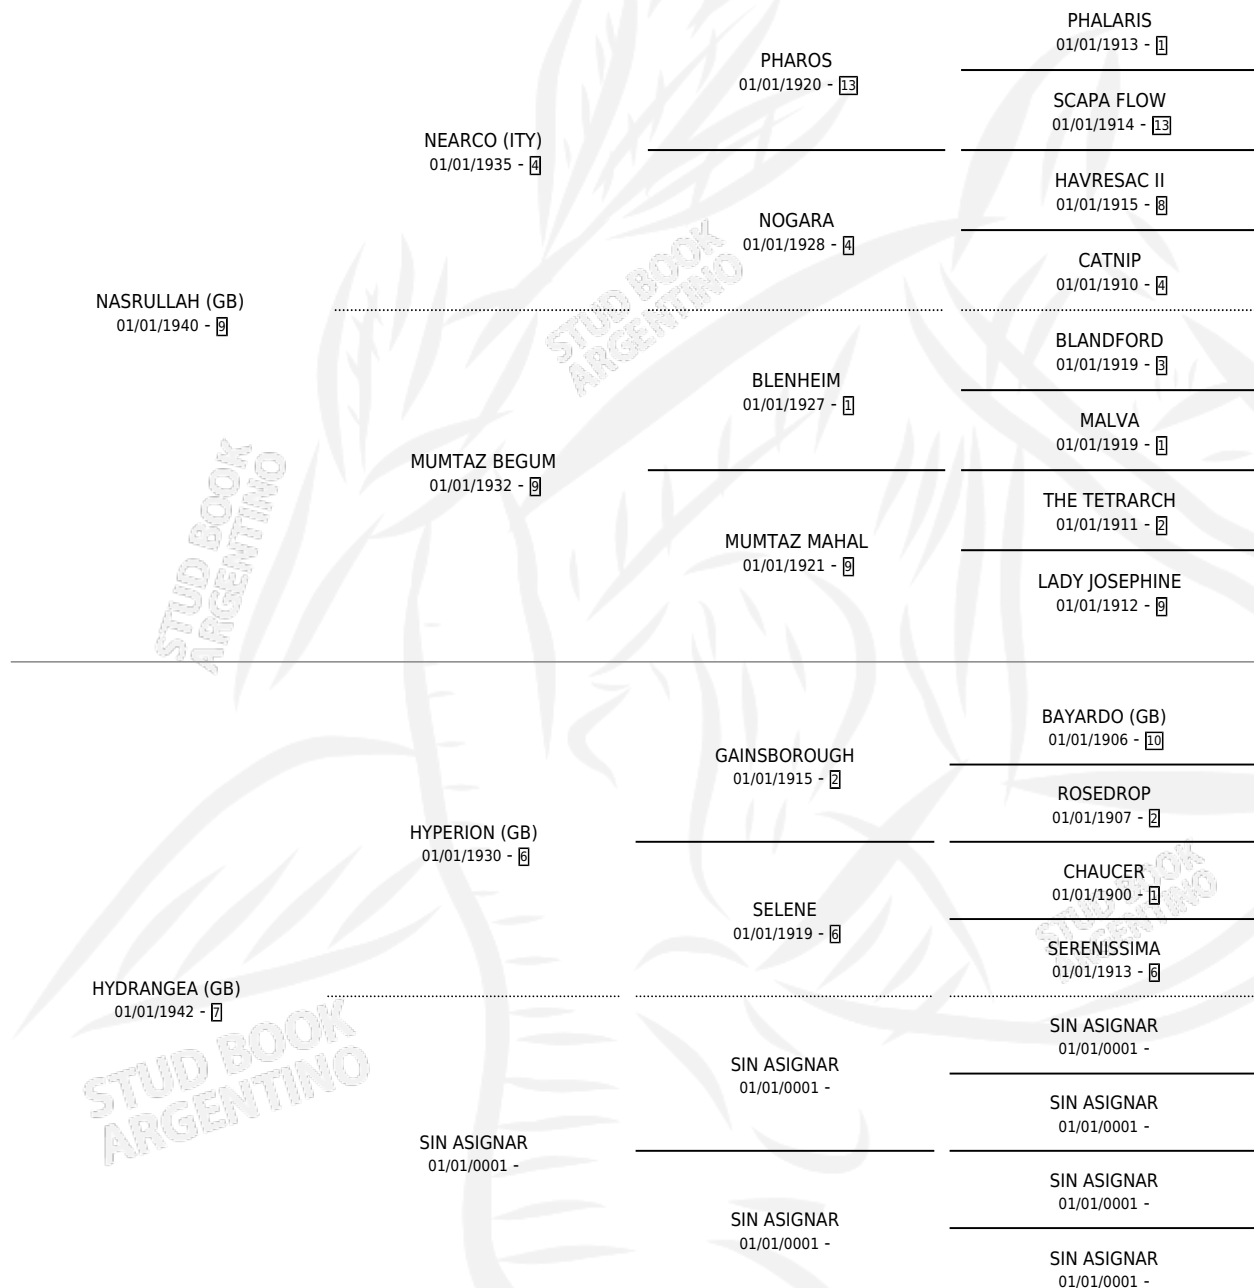 PHALARIS
01/01/1913 - 1
PHAROS
01/01/1920 - 13
SCAPA FLOW
01/01/1914 - 13
NEARCO (ITY)
01/01/1935 - 4
HAVRESAC II
01/01/1915 - 8
NOGARA
01/01/1928 - 4
CATNIP
01/01/1910 - 4
NASRULLAH (GB)
01/01/1940 - 9
BLANDFORD
01/01/1919 - 3
BLENHEIM
01/01/1927 - 1
MALVA
01/01/1919 - 1
MUMTAZ BEGUM
01/01/1932 - 9
THE TETRARCH
01/01/1911 - 2
MUMTAZ MAHAL
01/01/1921 - 9
LADY JOSEPHINE
01/01/1912 - 9
STUD BOOK
ARGENTINO
STUD BOOK
ARGENTINO
BAYARDO (GB)
01/01/1906 - 10
GAINSBOROUGH
01/01/1915 - 2
ROSEDROP
01/01/1907 - 2
HYPERION (GB)
01/01/1930 - 6
CHAUCER
01/01/1900 - 1
SELENE
01/01/1919 - 6
SERENISSIMA
01/01/1913 - 6
HYDRANGEA (GB)
01/01/1942 - 7
SIN ASIGNAR
01/01/0001 -
SIN ASIGNAR
01/01/0001 -
SIN ASIGNAR
01/01/0001 -
SIN ASIGNAR
01/01/0001 -
SIN ASIGNAR
01/01/0001 -
SIN ASIGNAR
01/01/0001 -
SIN ASIGNAR
01/01/0001 -
STUD BOOK
ARGENTINO
STUD BOOK
ARGENTINO